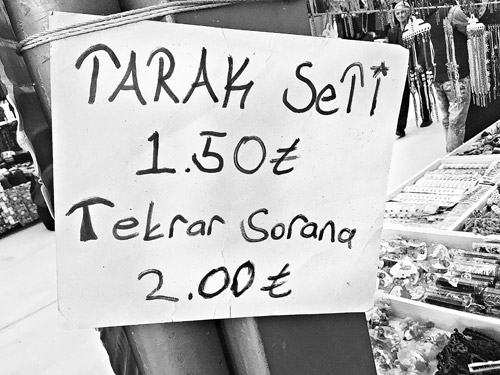 TARAK SeTi
1.50₺
Tekrar Sorana
2.00₺